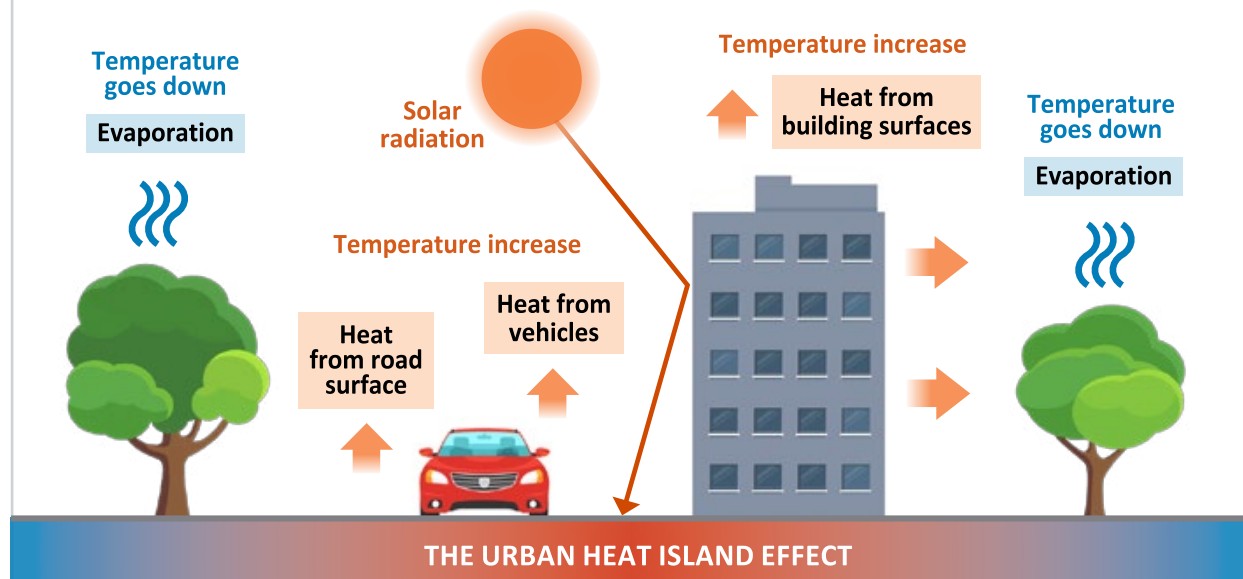 Temperature
goes down
Evaporation
Solar
radiation
Temperature increase
Heat from
building surfaces
Temperature
goes down
Evaporation
Temperature increase
Heat from
vehicles
Heat
from road
surface
THE URBAN HEAT ISLAND EFFECT